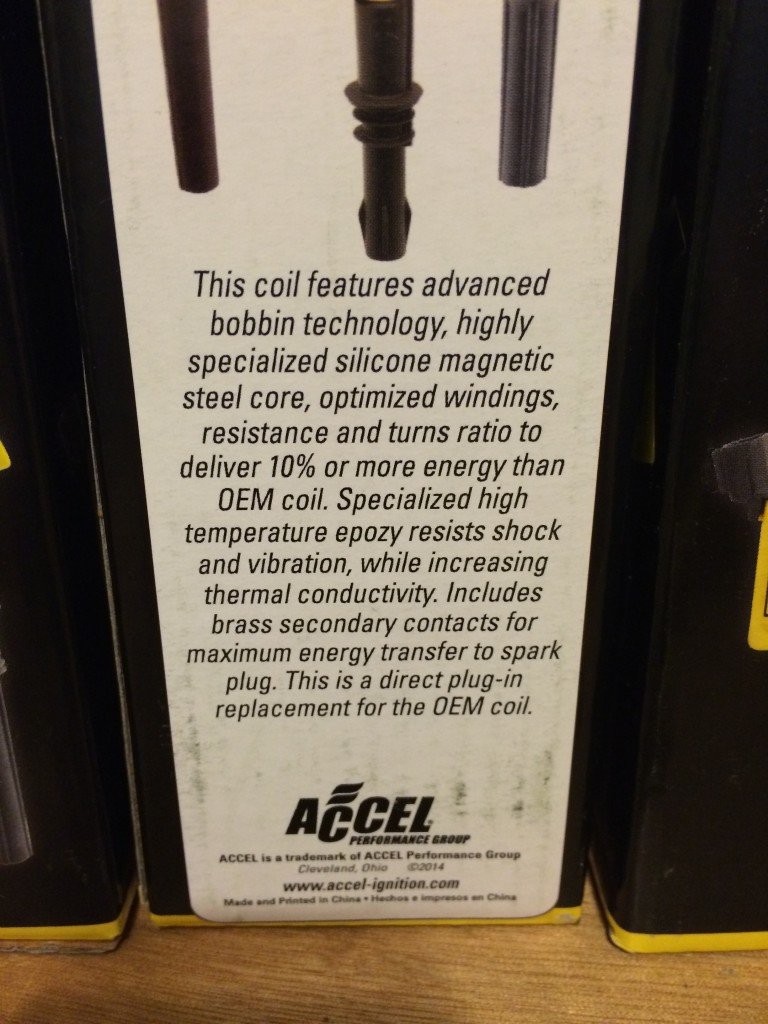 This coil features advanced
bobbin technology, highly
specialized silicone magnetic
steel core, optimized windings,
resistance and turns ratio to
deliver 10% or more energy than
OEM coil. Specialized high
temperature epozy resists shock
and vibration, while increasing
thermal conductivity. Includes
brass secondary contacts for
maximum energy transfer to spark
plug. This is a direct plug-in
replacement for the OEM coil.
ACCEL
PERFORMANCE GROUP
ACCEL is a trademark of ACCEL Performance Group
Cleveland, Ohio ©2014
www.accel-ignition.com
Made and Printed in China • Hechos e impresos en China